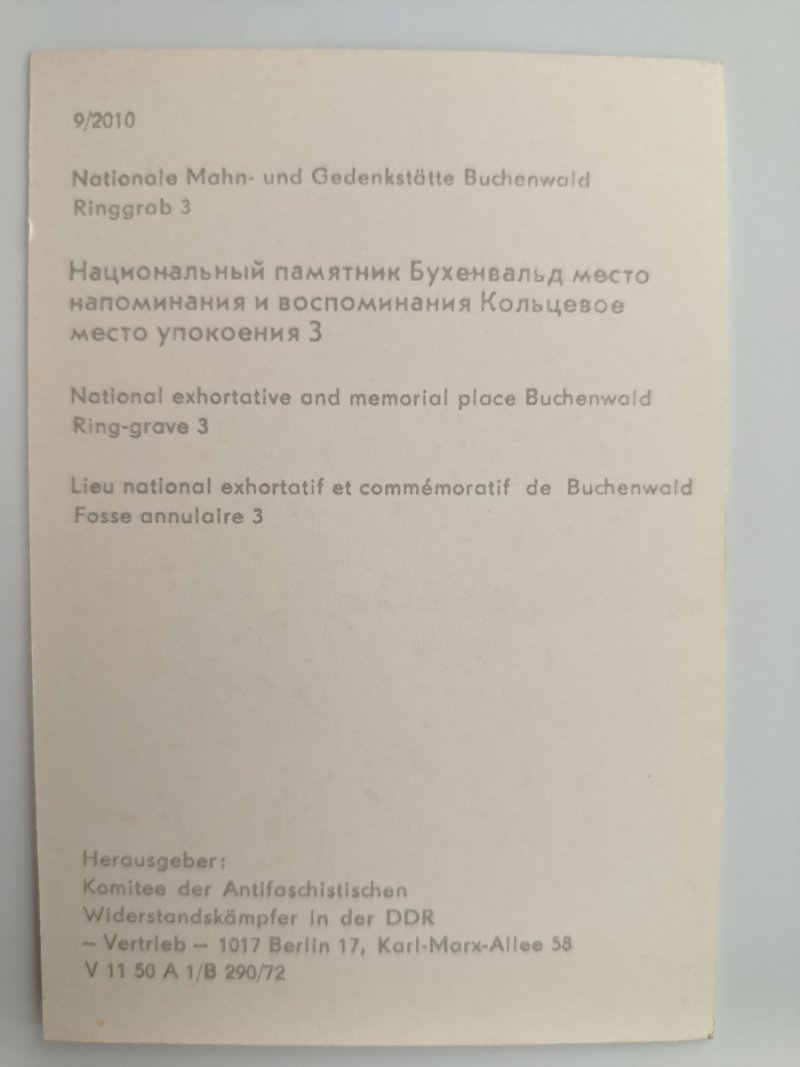 9/2010
Nationale Mahn- und Gedenkstätte Buchenwald
Ringgrab 3
Национальный памятник Бухенвальд место
напоминания и воспоминания Кольцевое
место упокоения 3
National exhortative and memorial place Buchenwald
Ring-grave 3
Lieu national exhortatif et commémoratif de Buchenwald
Fosse annulaire 3
Herausgeber:
Komitee der Antifaschistischen
Widerstandskämpfer in der DDR
– Vertrieb – 1017 Berlin 17, Karl-Marx-Allee 58
V 11 50 A 1/B 290/72